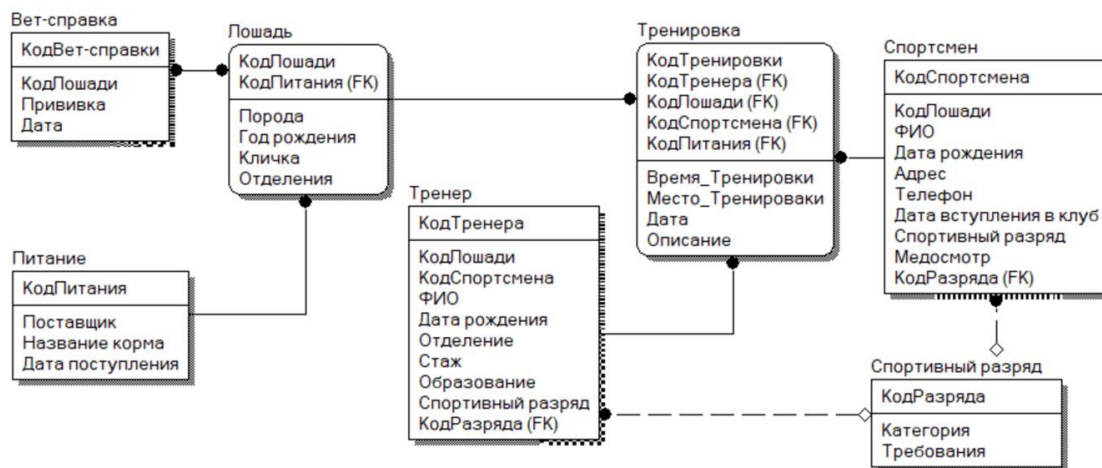 Вет-справка
КодВет-справки
КодЛошади
Прививка
Дата
Лошадь
КодЛошади
КодПитания (FK)
Порода
Год рождения
Кличка
Отделения
Питание
КодПитания
Поставщик
Название корма
Дата поступления
Тренер
КодТренера
КодЛошади
КодСпортсмена
ФИО
Дата рождения
Отделение
Стаж
Образование
Спортивный разряд
КодРазряда (FK)
Тренировка
КодТренировки
КодТренера (FK)
КодЛошади (FK)
КодСпортсмена (FK)
КодПитания (FK)
Время_Тренировки
Место_Тренироваки
Дата
Описание
Спортсмен
КодСпортсмена
КодЛошади
ФИО
Дата рождения
Адрес
Телефон
Дата вступления в клуб
Спортивный разряд
Медосмотр
КодРазряда (FK)
Спортивный разряд
КодРазряда
Категория
Требования